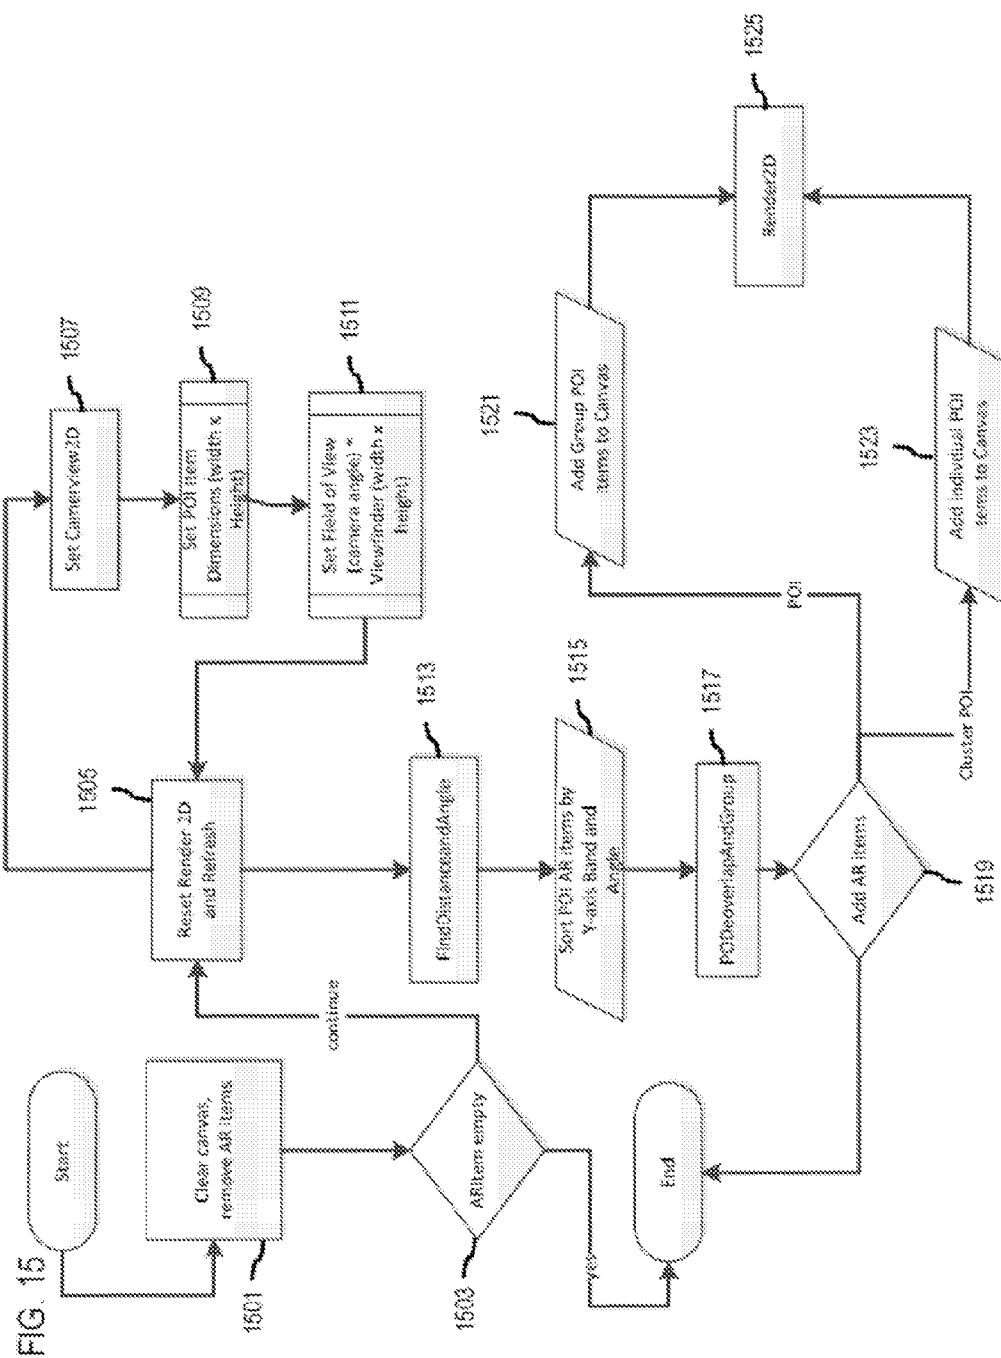 FIG. 15
Start
Clear canvas,
remove AR items
1501
ARItem empty
1503
yes
continue
End
Reset Render 2D
and Refresh
1505
Set Camerview2D
1507
Set POI item
Dimensions (width x
Height)
1509
Set Field of View
(camera angle) *
Viewfinder (width x
height)
1511
FindDistanceandAngle
1513
Sort POI AR items by
Y-axis Band and
Angle
1515
1517
Add AR items
1519
POI
Cluster POI
Add Group POI
items to Canvas
1521
Add Individual POI
items to Canvas
1523
Render2D
1525